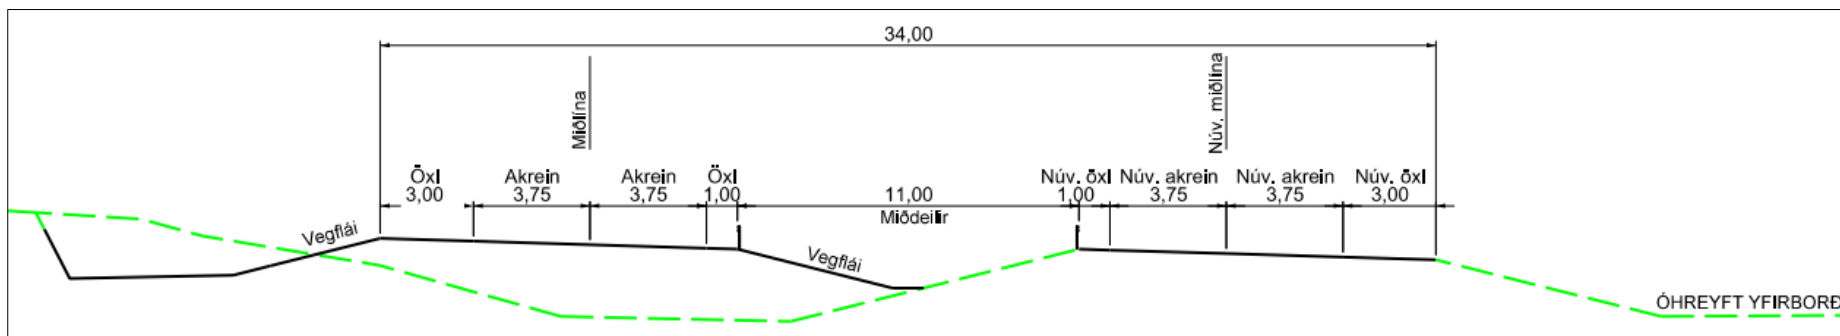 34,00
Miðlína
Núv. miðlína
Öxl Akrein Akrein Öxl Núv. öxl Núv. akrein Núv. akrein Núv. öxl
3,00 3,75 3,75 1,00 11,00 1,00 3,75 3,75 3,00
Miðdeilir
Vegflái
Vegflái
ÓHREYFT YFIRBORÐ